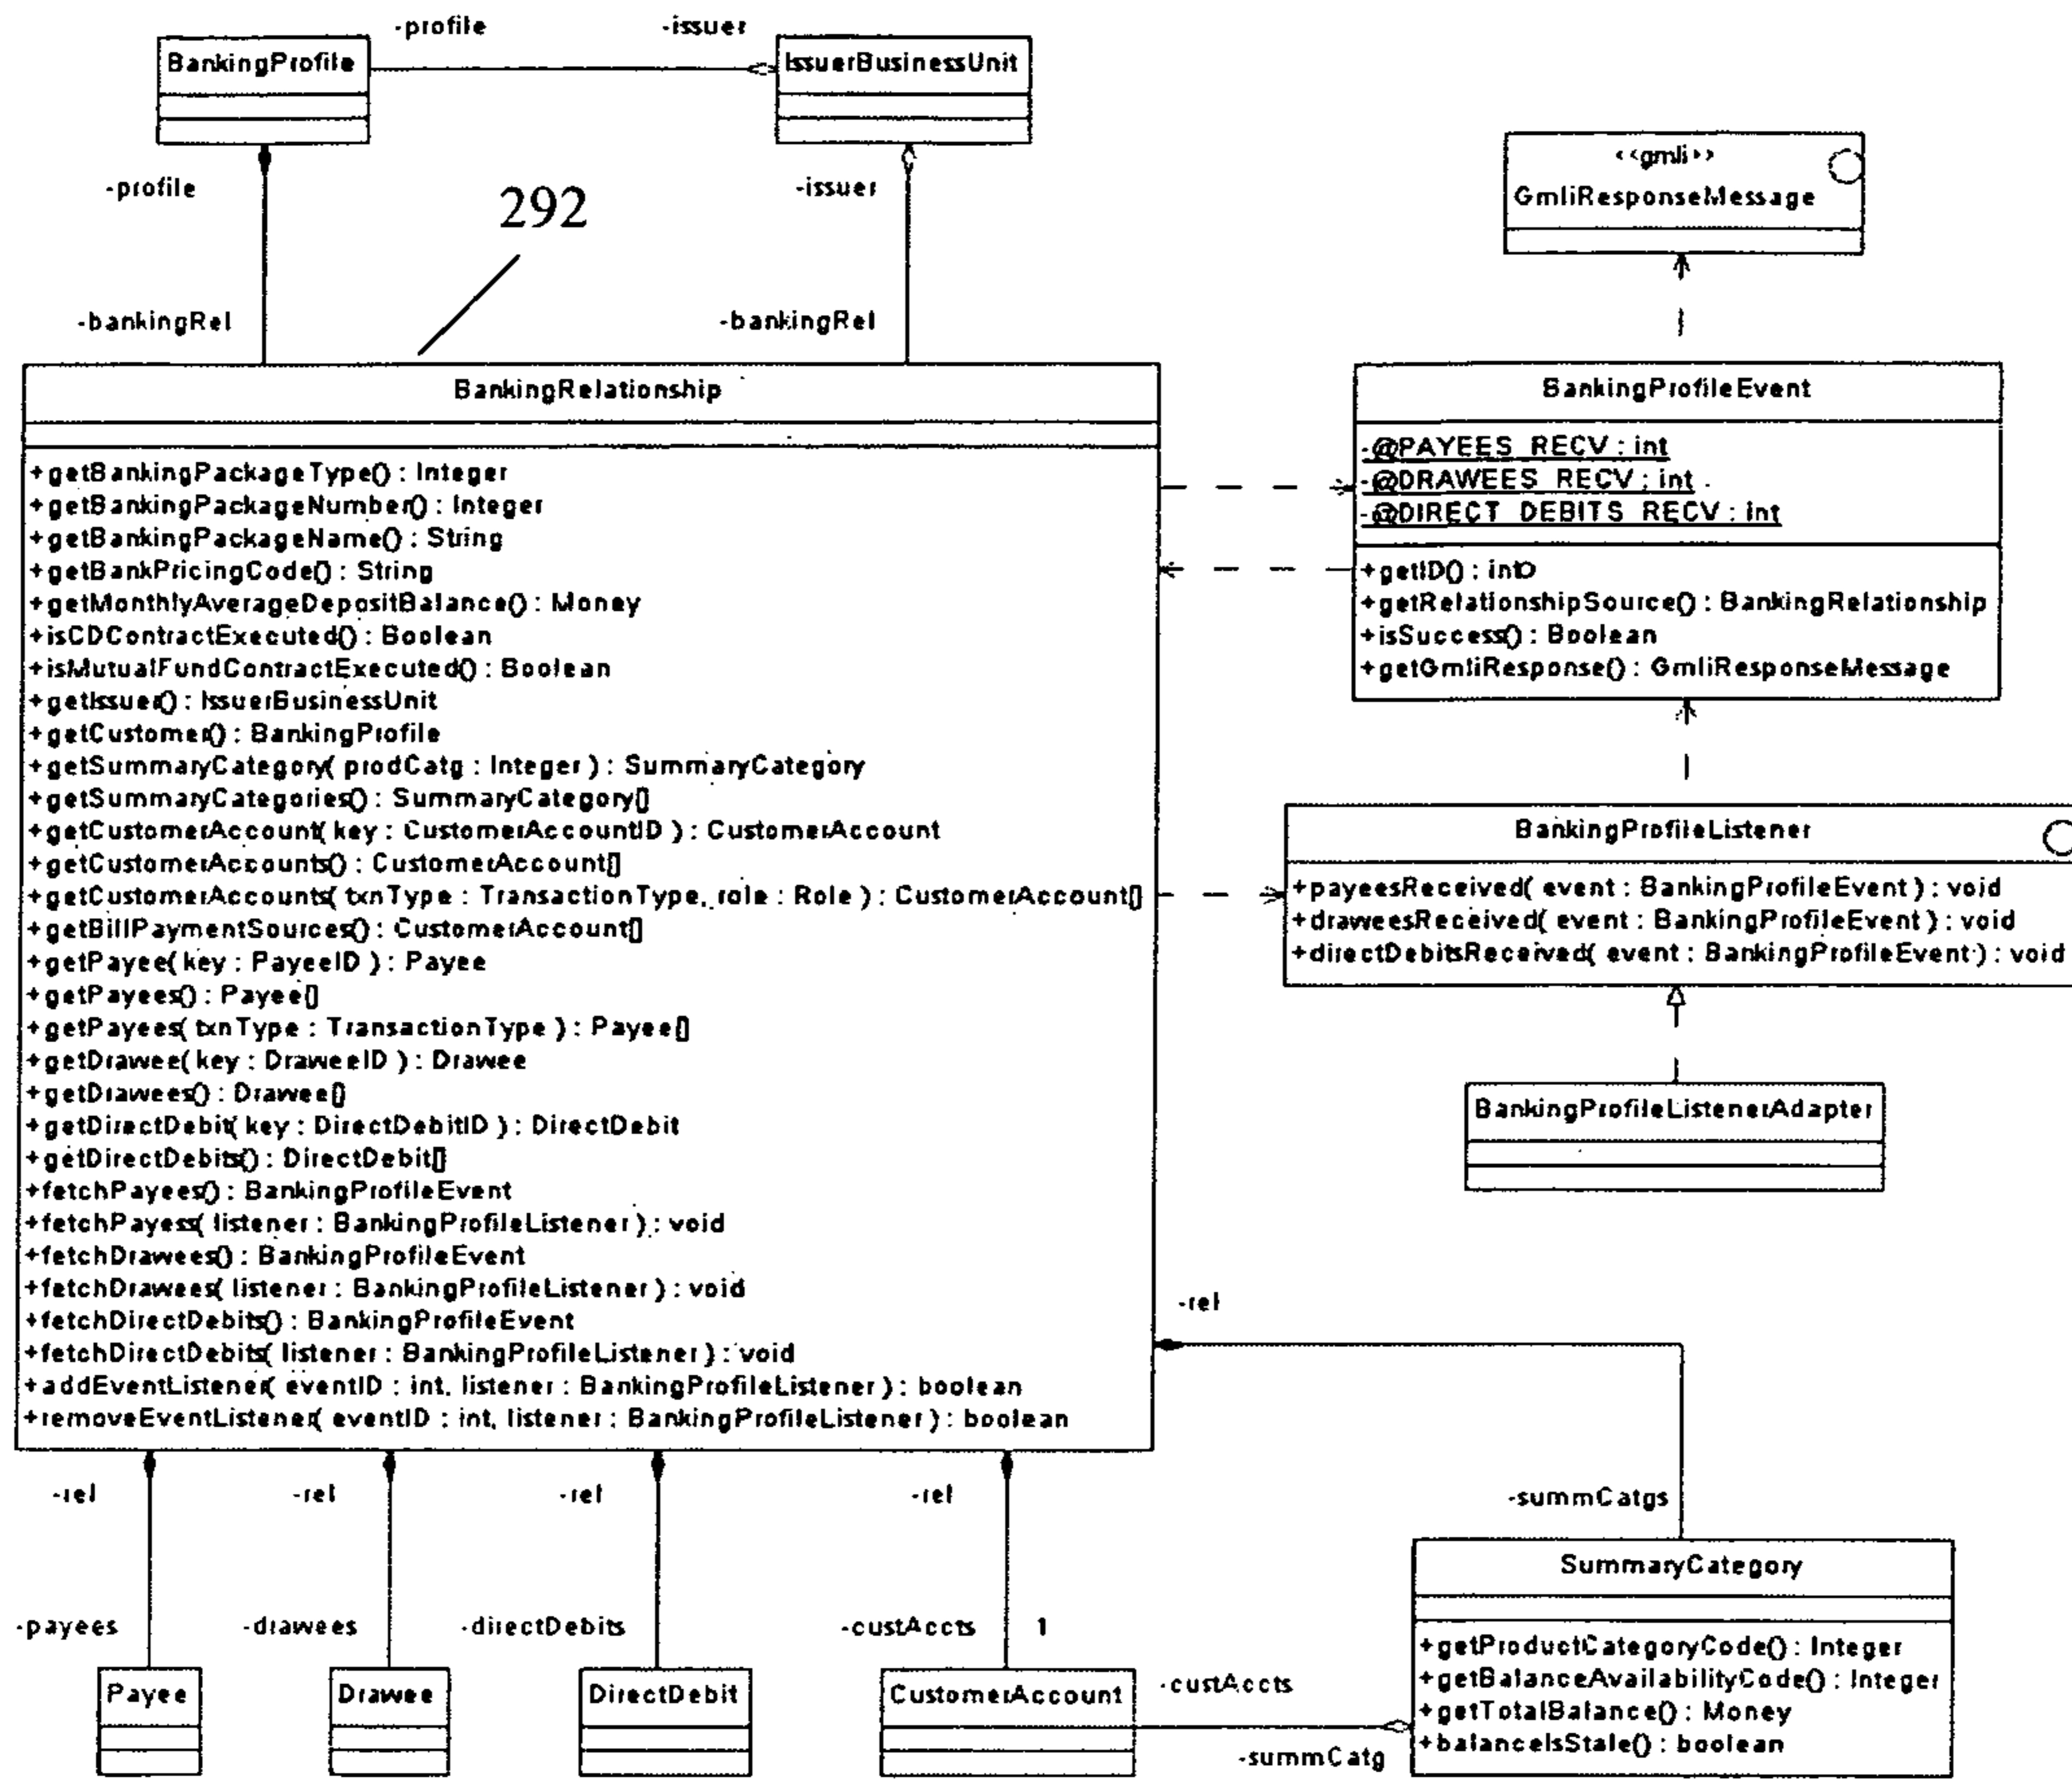 -profile
-issuer
BankingProfile
IssuerBusinessUnit
-profile
292
-issuer
-bankingRel
-bankingRel
<<gmli>>
GmliResponseMessage
BankingRelationship
+getBankingPackageType() : Integer
+getBankingPackageNumber() : Integer
+getBankingPackageName() : String
+getBankPricingCode() : String
+getMonthlyAverageDepositBalance() : Money
+isCDContractExecuted() : Boolean
+isMutualFundContractExecuted() : Boolean
+getIssuer() : IssuerBusinessUnit
+getCustomer() : BankingProfile
+getSummaryCategory( prodCatg : Integer ) : SummaryCategory
+getSummaryCategories() : SummaryCategory[]
+getCustomerAccount( key : CustomerAccountID ) : CustomerAccount
+getCustomerAccounts() : CustomerAccount[]
+getCustomerAccounts( txnType : TransactionType, role : Role ) : CustomerAccount[]
+getBillPaymentSources() : CustomerAccount[]
+getPayee( key : PayeeID ) : Payee
+getPayees() : Payee[]
+getPayees( txnType : TransactionType ) : Payee[]
+getDrawee( key : DraweeID ) : Drawee
+getDrawees() : Drawee[]
+getDirectDebit( key : DirectDebitID ) : DirectDebit
+getDirectDebits() : DirectDebit[]
+fetchPayees() : BankingProfileEvent
+fetchPayess( listener : BankingProfileListener ) : void
+fetchDrawees() : BankingProfileEvent
+fetchDrawees( listener : BankingProfileListener ) : void
+fetchDirectDebits() : BankingProfileEvent
+fetchDirectDebits( listener : BankingProfileListener ) : void
+addEventListener( eventID : int, listener : BankingProfileListener ) : boolean
+removeEventListener( eventID : int, listener : BankingProfileListener ) : boolean
BankingProfileEvent
-@PAYEES_RECV : int
-@DRAWEES_RECV : int
-@DIRECT_DEBITS_RECV : int
+getID() : int
+getRelationshipSource() : BankingRelationship
+isSuccess() : Boolean
+getGmliResponse() : GmliResponseMessage
BankingProfileListener
+payeesReceived( event : BankingProfileEvent ) : void
+draweesReceived( event : BankingProfileEvent ) : void
+directDebitsReceived( event : BankingProfileEvent ) : void
BankingProfileListenerAdapter
-rel
-rel
-rel
-rel
-rel
-summCatgs
-payees
-drawees
-directDebits
-custAccts
1
Payee
Drawee
DirectDebit
CustomerAccount
-custAccts
-summCatg
SummaryCategory
+getProductCategoryCode() : Integer
+getBalanceAvailabilityCode() : Integer
+getTotalBalance() : Money
+balanceIsStale() : boolean